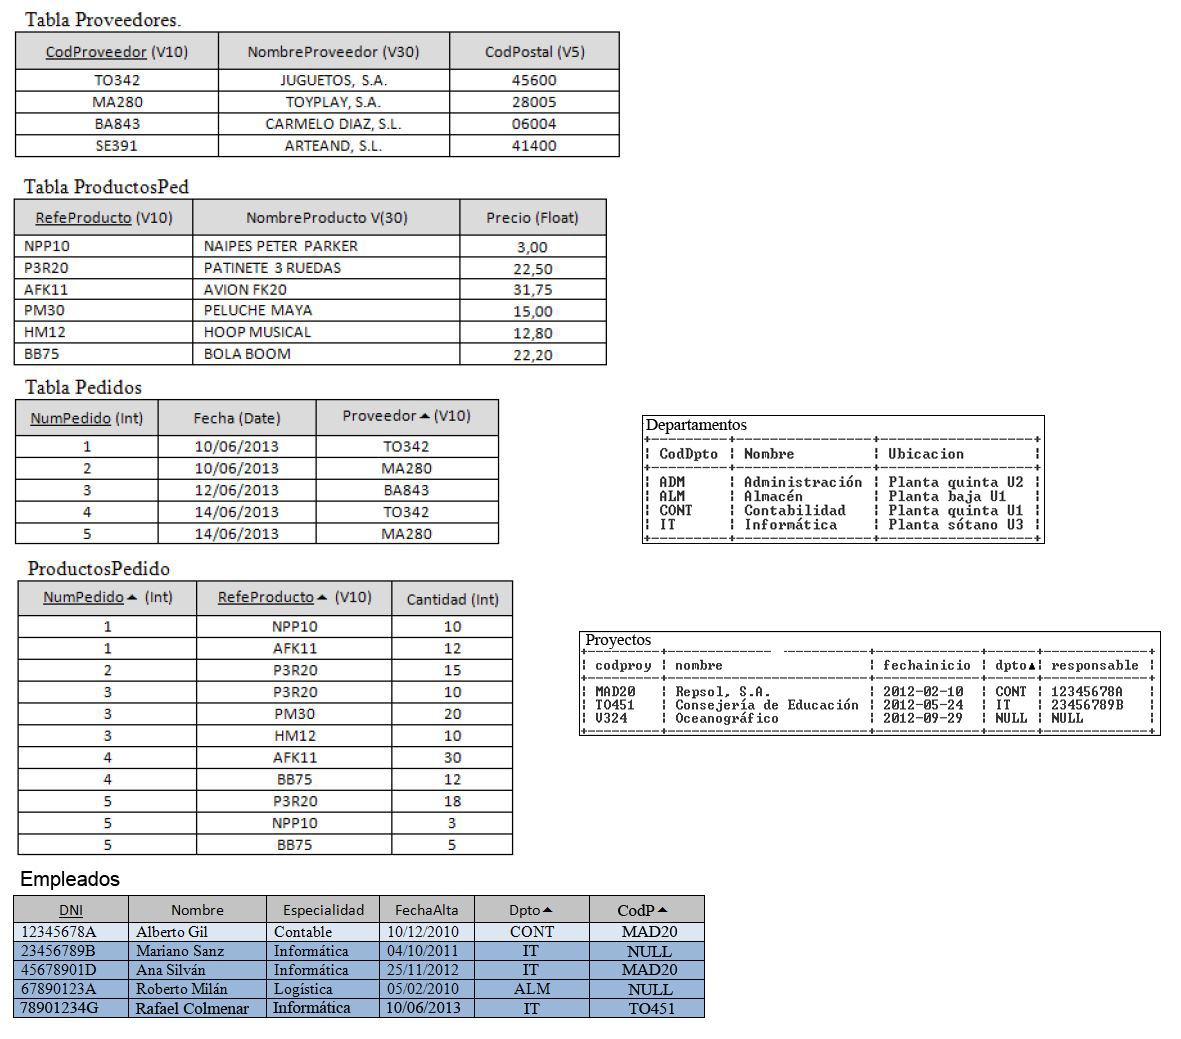 Tabla Proveedores.
CodProveedor (V10) NombreProveedor (V30) CodPostal (V5)
TO342 JUGUETOS, S.A. 45600
MA280 TOYPLAY, S.A. 28005
BA843 CARMELO DIAZ, S.L. 06004
SE391 ARTEAND, S.L. 41400
Tabla ProductosPed
RefeProducto (V10) NombreProducto V(30) Precio (Float)
NPP10 NAIPES PETER PARKER 3,00
P3R20 PATINETE 3 RUEDAS 22,50
AFK11 AVION FK20 31,75
PM30 PELUCHE MAYA 15,00
HM12 HOOP MUSICAL 12,80
BB75 BOLA BOOM 22,20
Tabla Pedidos
NumPedido (Int) Fecha (Date) Proveedor▲(V10)
1 10/06/2013 TO342
2 10/06/2013 MA280
3 12/06/2013 BA843
4 14/06/2013 TO342
5 14/06/2013 MA280
Departamentos
CodDpto Nombre Ubicacion
ADM Administración Planta quinta U2
ALM Almacén Planta baja U1
CONT Contabilidad Planta quinta U1
IT Informática Planta sótano U3
ProductosPedido
NumPedido▲ (Int) RefeProducto▲ (V10) Cantidad (Int)
1 NPP10 10
1 AFK11 12
2 P3R20 15
3 P3R20 10
3 PM30 20
3 HM12 10
4 AFK11 30
4 BB75 12
5 P3R20 18
5 NPP10 3
5 BB75 5
Proyectos
codproy nombre fechainicio dpto▲ responsable
MAD20 Repsol, S.A. 2012-02-10 CONT 12345678A
TO451 Consejería de Educación 2012-05-24 IT 23456789B
V324 Oceanográfico 2012-09-29 NULL NULL
Empleados
DNI Nombre Especialidad FechaAlta Dpto▲ CodP▲
12345678A Alberto Gil Contable 10/12/2010 CONT MAD20
23456789B Mariano Sanz Informática 04/10/2011 IT NULL
45678901D Ana Silván Informática 25/11/2012 IT MAD20
67890123A Roberto Milán Logística 05/02/2010 ALM NULL
78901234G Rafael Colmenar Informática 10/06/2013 IT TO451